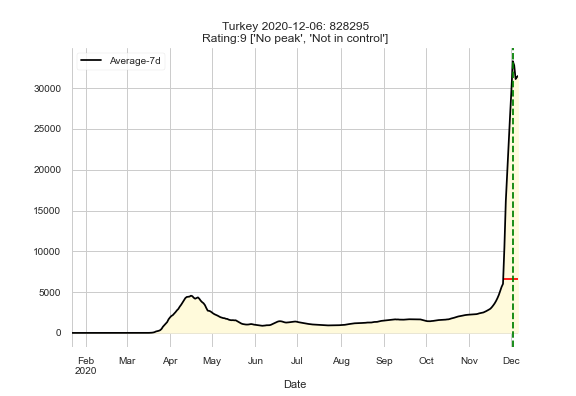 Turkey 2020-12-06: 828295
Rating:9 ['No peak', 'Not in control']
Average-7d
30000
25000
20000
15000
10000
5000
0
Feb Mar Apr May Jun Jul Aug Sep Oct Nov Dec
2020
Date